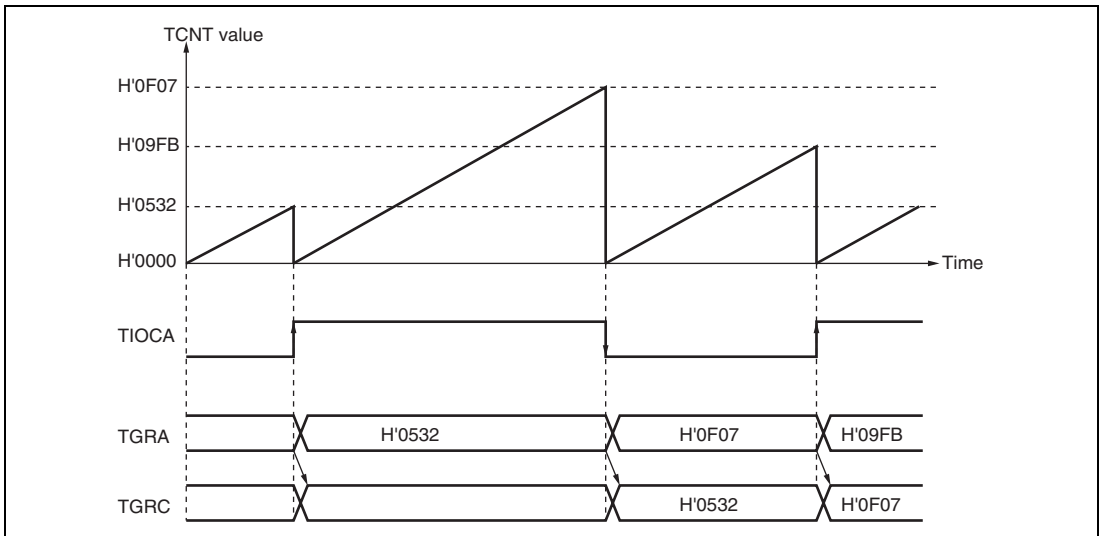 TCNT value
H'0F07
H'09FB
H'0532
H'0000
Time
TIOCA
TGRA
H'0532
H'0F07
H'09FB
TGRC
H'0532
H'0F07